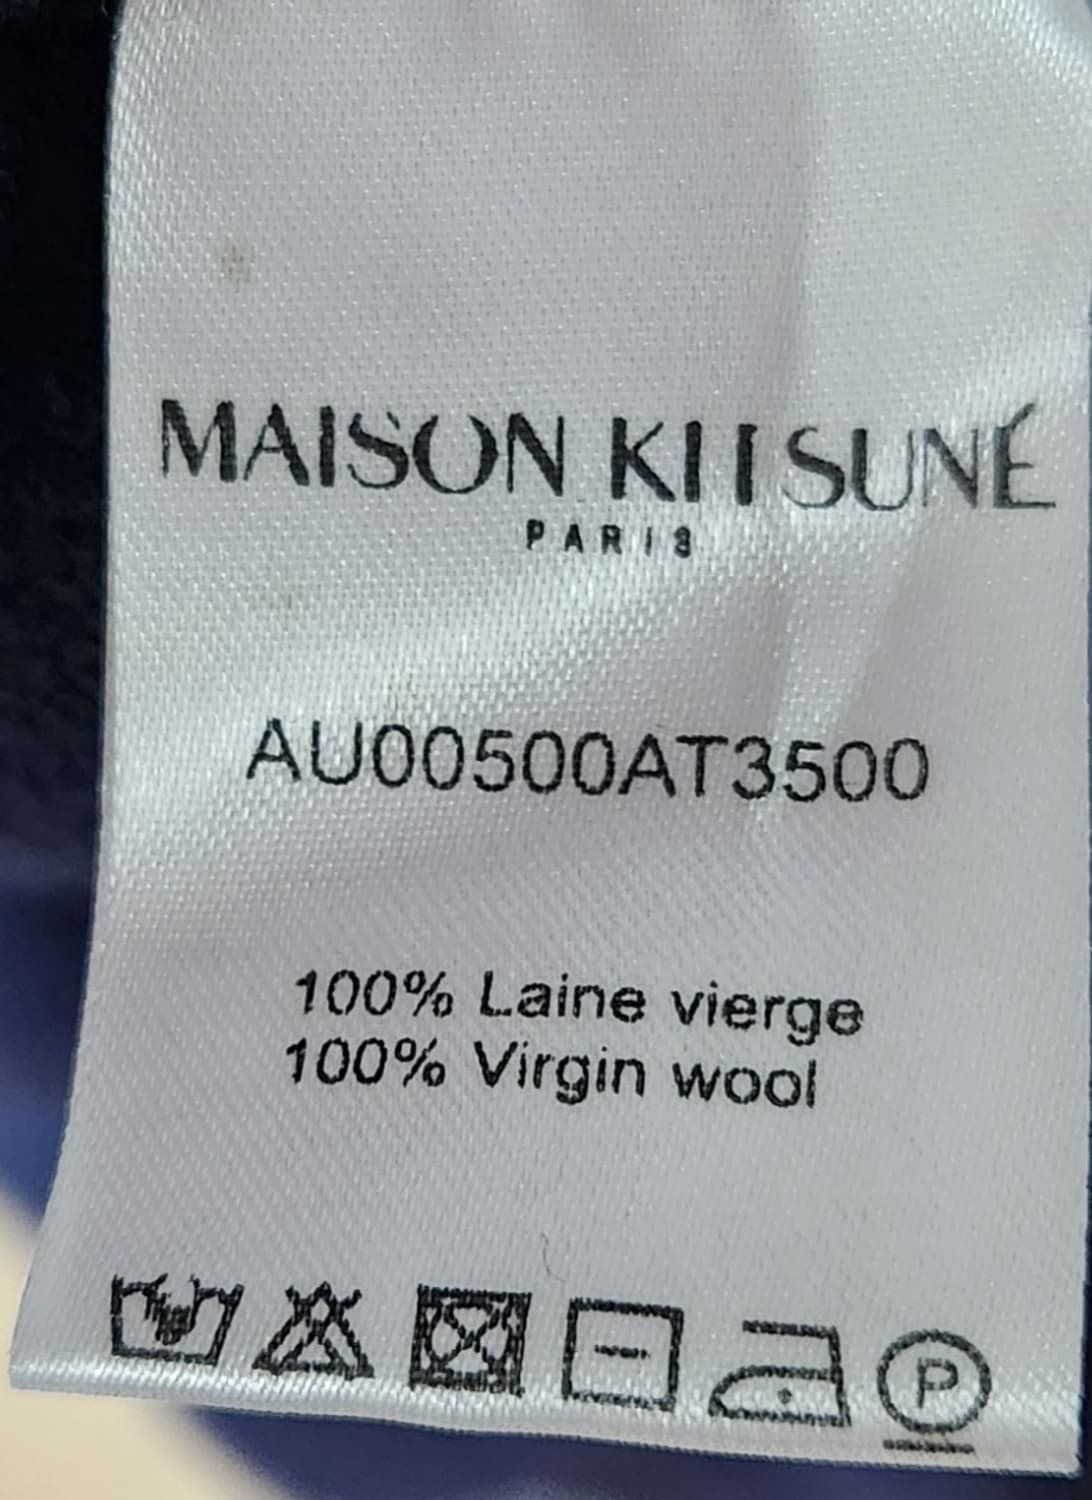 MAISON KITSUNÉ
PARIS
AU00500AT3500
100% Laine vierge
100% Virgin wool
P